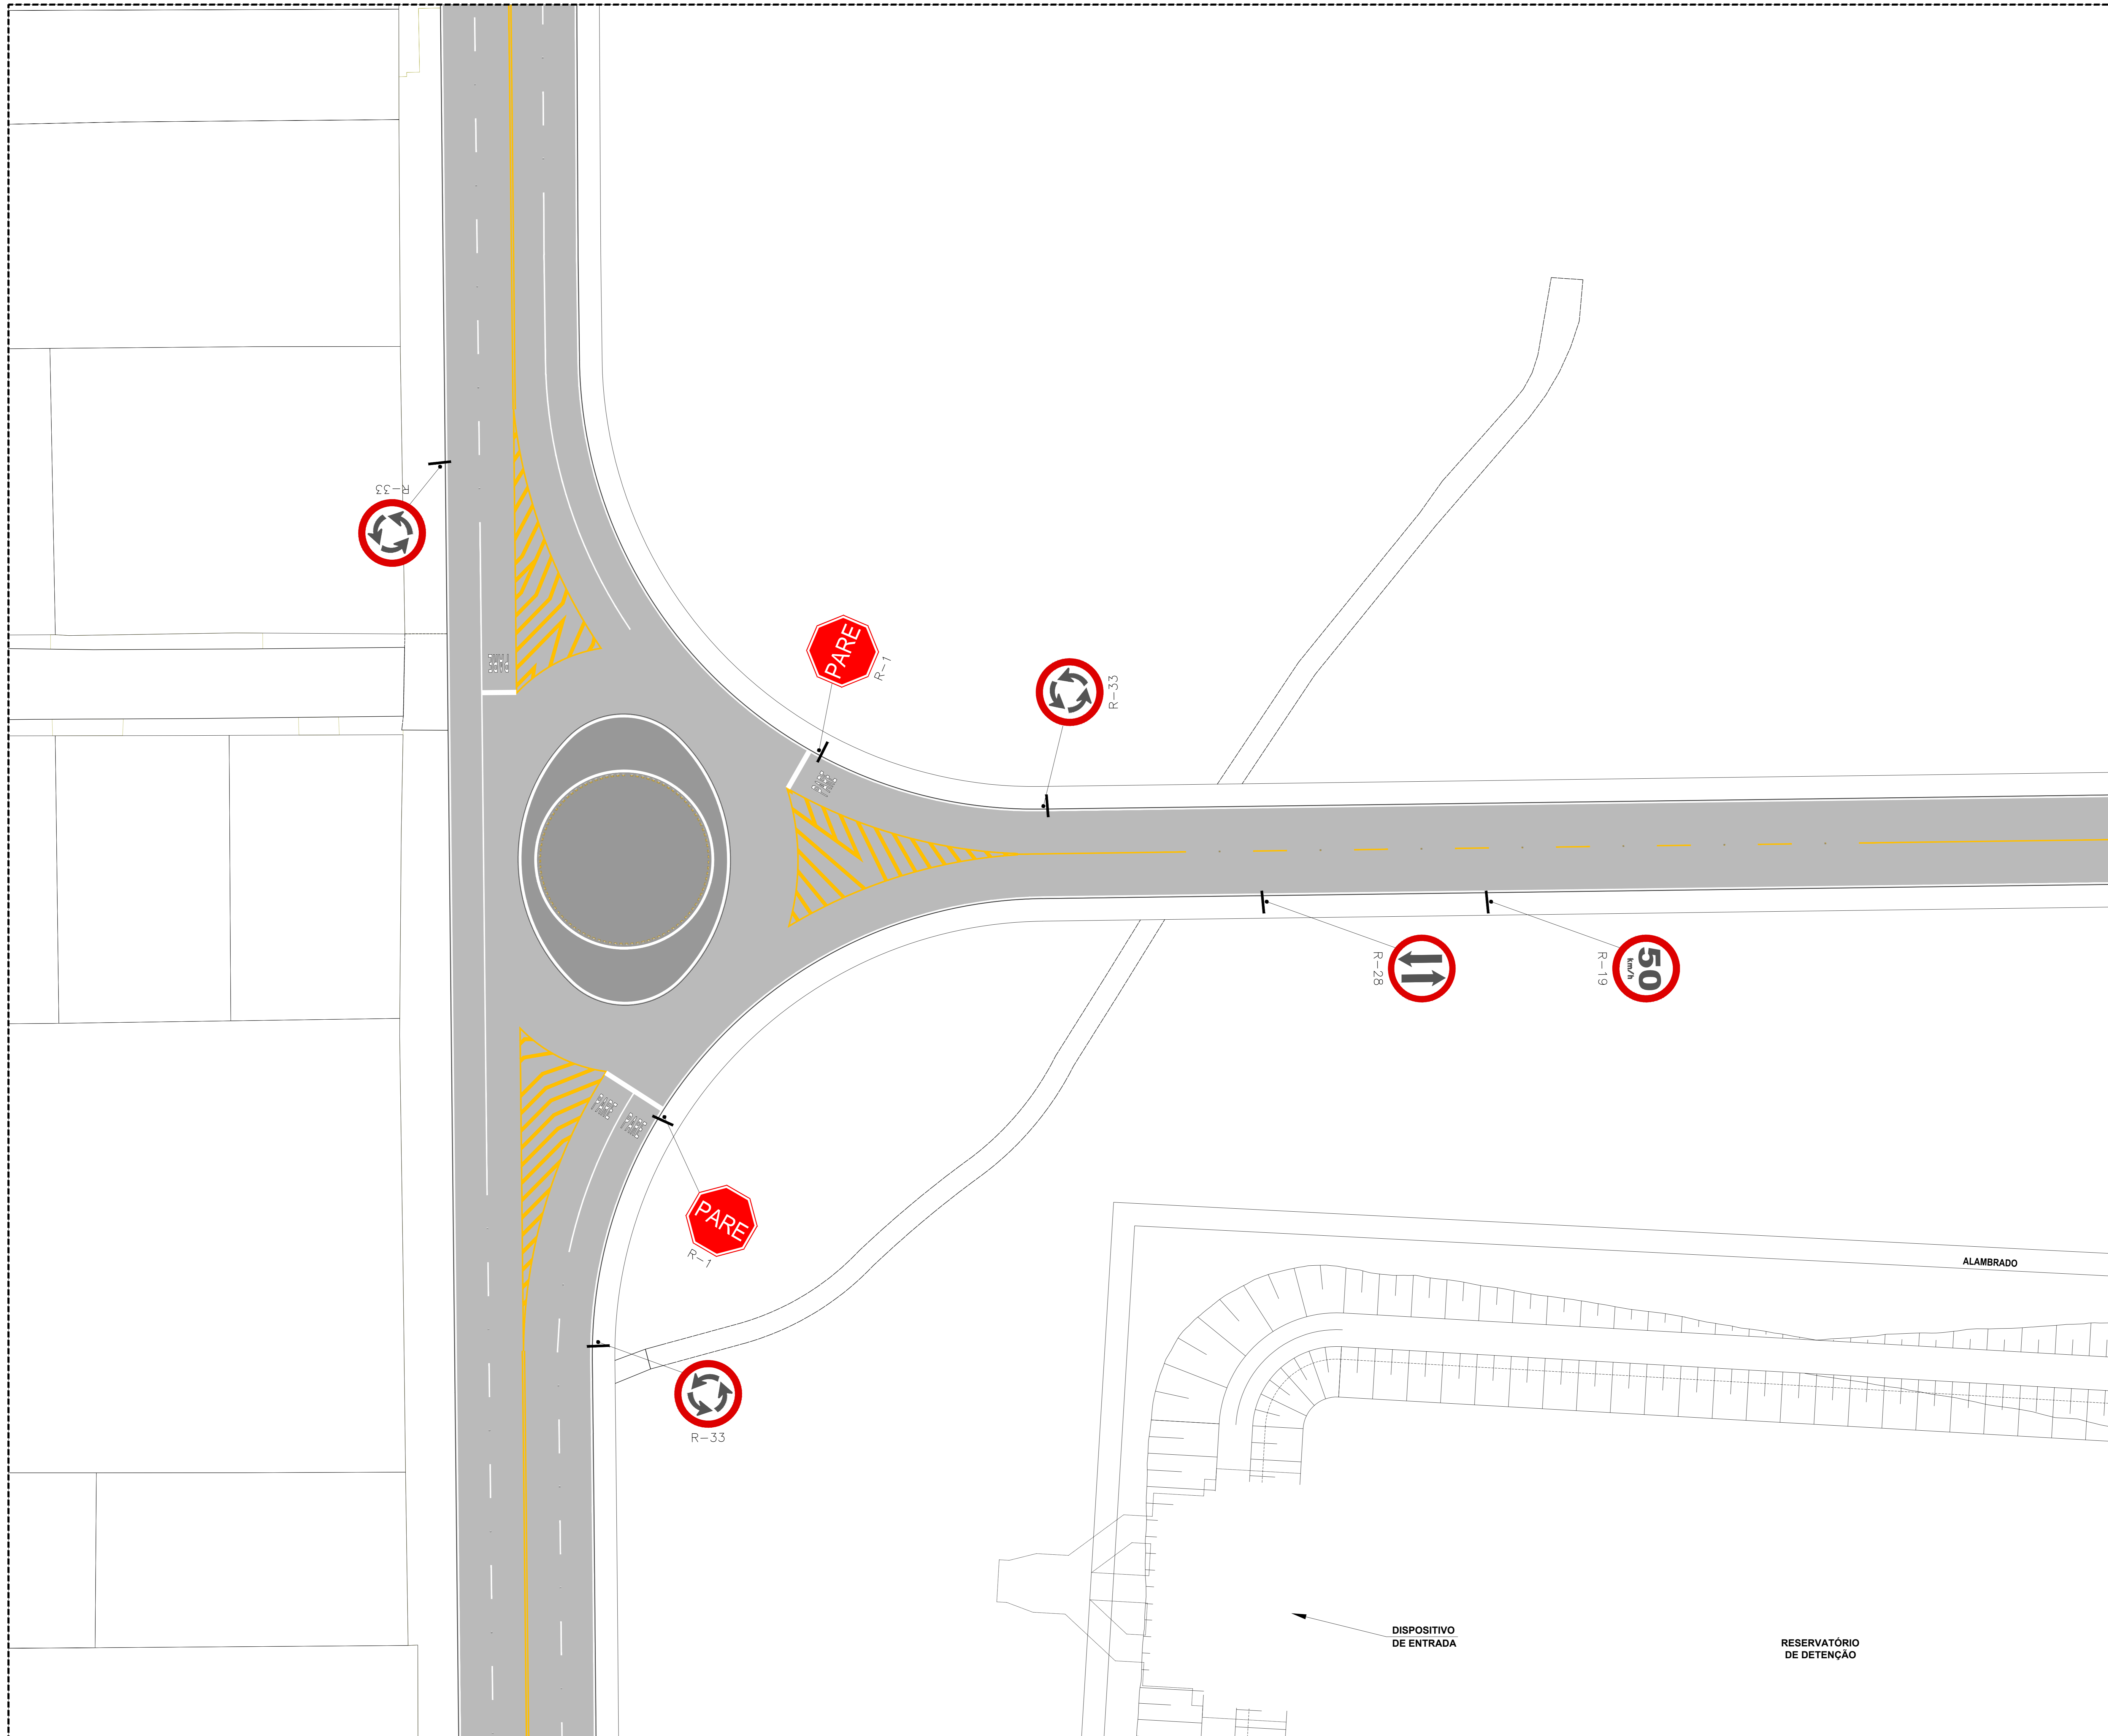 R-33
PARE
R-1
R-33
R-28
R-19
50
km/h
PARE
R-1
R-33
ALAMBRADO
DISPOSITIVO
DE ENTRADA
RESERVATÓRIO
DE DETENÇÃO